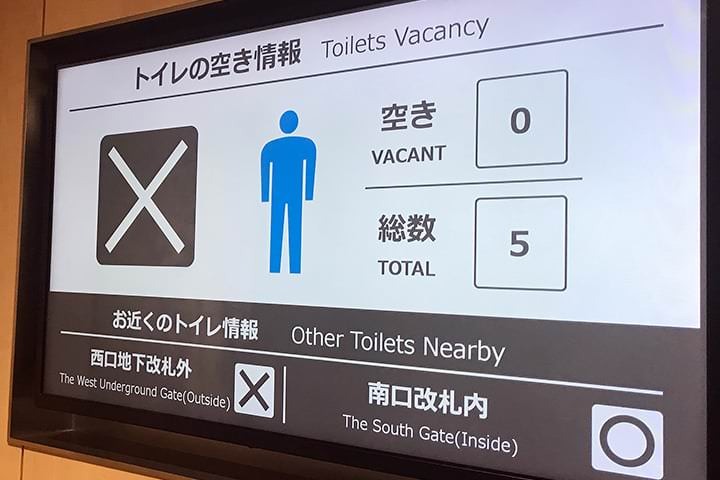 トイレの空き情報 Toilets Vacancy
空き 0
VACANT
総数 5
TOTAL
お近くのトイレ情報 Other Toilets Nearby
西口地下改札外
The West Underground Gate(Outside)
南口改札内
The South Gate(Inside)